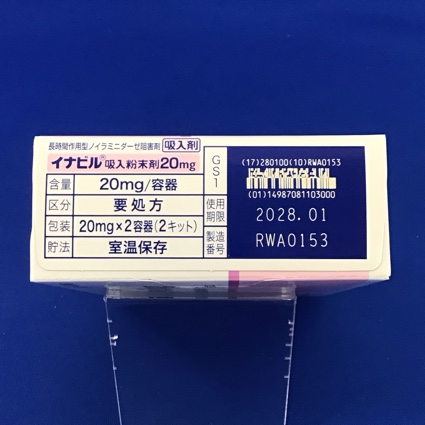 長時間作用型ノイラミニダーゼ阻害剤 吸入剤
イナビル®吸入粉末剤20mg
含量 20mg/容器
区分 要処方
包装 20mg×2容器(2キット)
貯法 室温保存
GS1
(17)280100(10)RWA0153
(01)14987081103000
使用期限 2028.01
製造番号 RWA0153